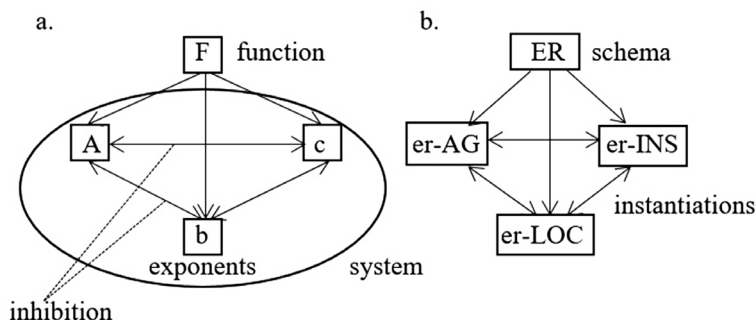 a.
F function
A c
b
exponents system
inhibition
b.
ER schema
er-AG er-INS
instantiations
er-LOC